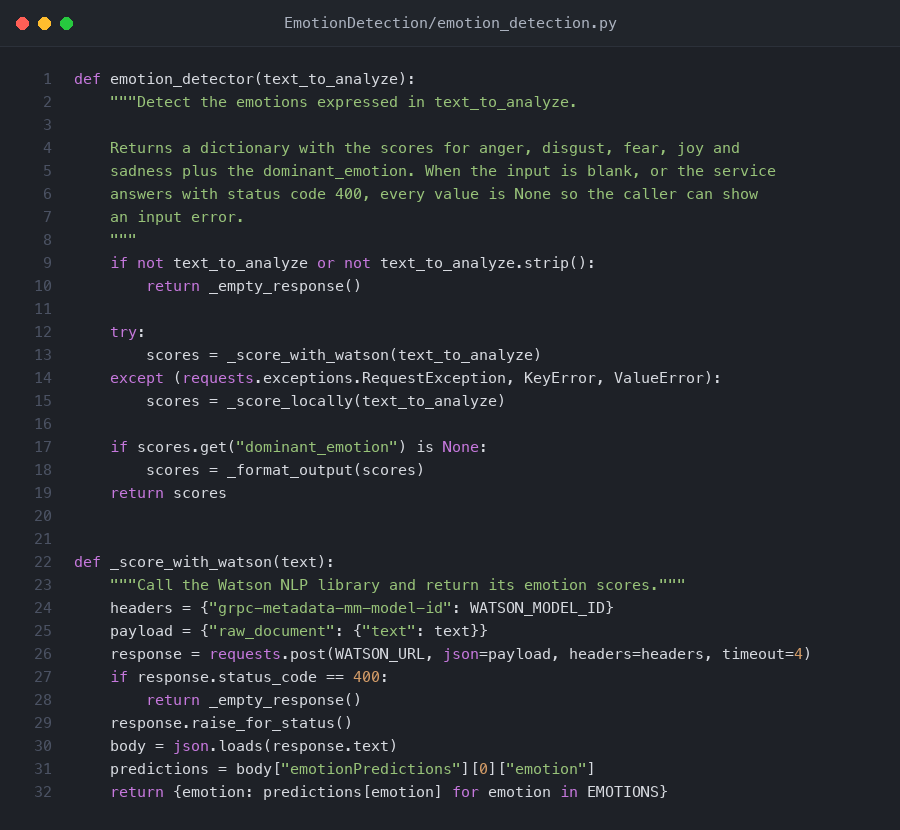 EmotionDetection/emotion_detection.py
1 def emotion_detector(text_to_analyze):
2     """Detect the emotions expressed in text_to_analyze.
3
4     Returns a dictionary with the scores for anger, disgust, fear, joy and
5     sadness plus the dominant_emotion. When the input is blank, or the service
6     answers with status code 400, every value is None so the caller can show
7     an input error.
8     """
9     if not text_to_analyze or not text_to_analyze.strip():
10         return _empty_response()
11
12     try:
13         scores = _score_with_watson(text_to_analyze)
14     except (requests.exceptions.RequestException, KeyError, ValueError):
15         scores = _score_locally(text_to_analyze)
16
17     if scores.get("dominant_emotion") is None:
18         scores = _format_output(scores)
19     return scores
20
21
22 def _score_with_watson(text):
23     """Call the Watson NLP library and return its emotion scores."""
24     headers = {"grpc-metadata-mm-model-id": WATSON_MODEL_ID}
25     payload = {"raw_document": {"text": text}}
26     response = requests.post(WATSON_URL, json=payload, headers=headers, timeout=4)
27     if response.status_code == 400:
28         return _empty_response()
29     response.raise_for_status()
30     body = json.loads(response.text)
31     predictions = body["emotionPredictions"][0]["emotion"]
32     return {emotion: predictions[emotion] for emotion in EMOTIONS}